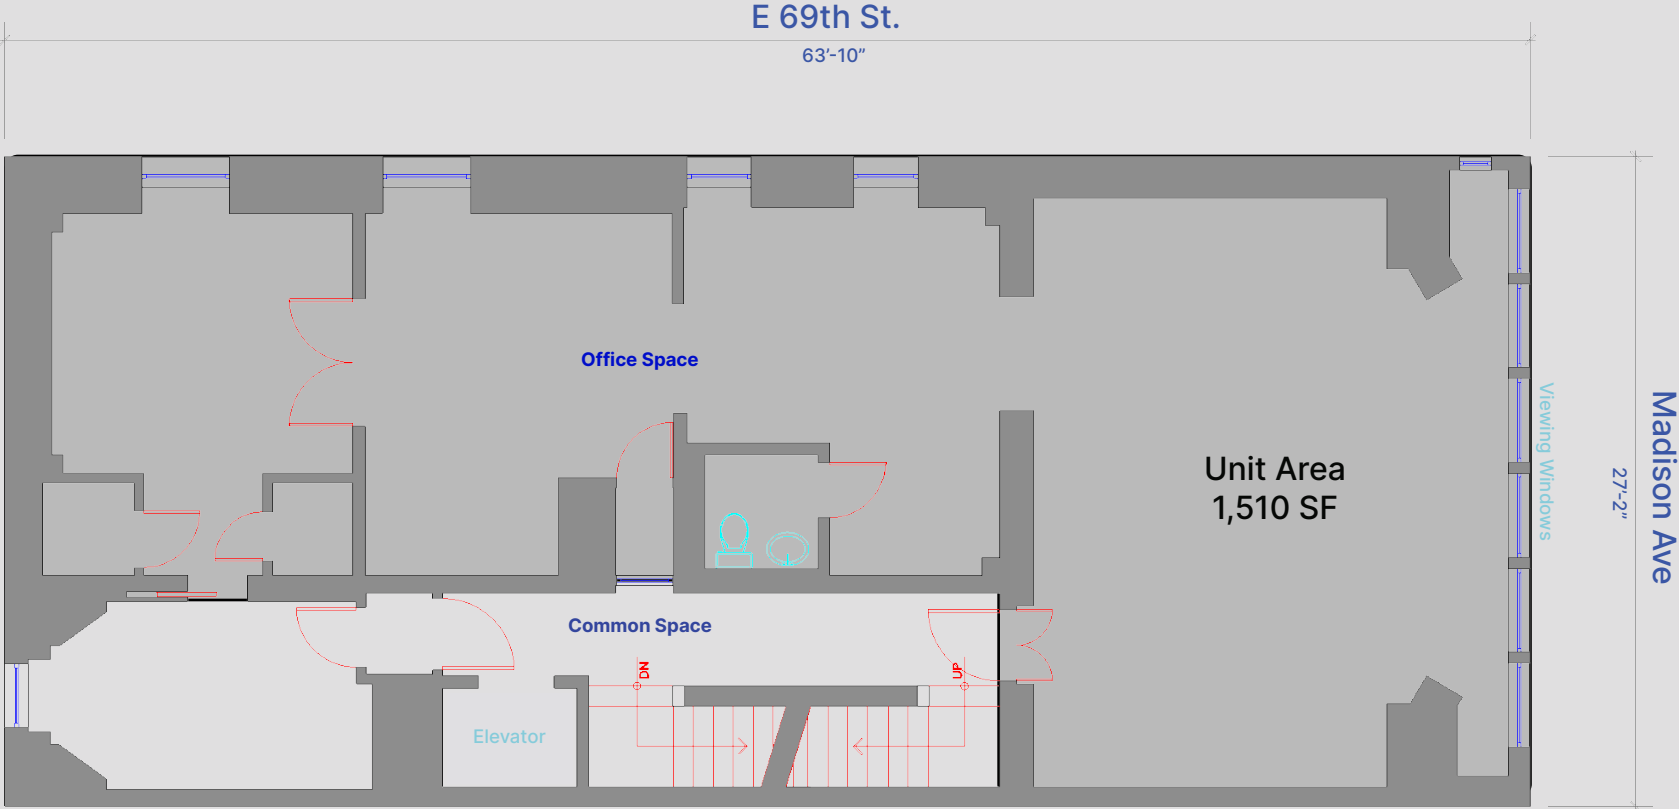 E 69th St.
63’-10”
Office Space
Unit Area
1,510 SF
Viewing Windows
27’-2”
Madison Ave
Common Space
DN
UP
Elevator